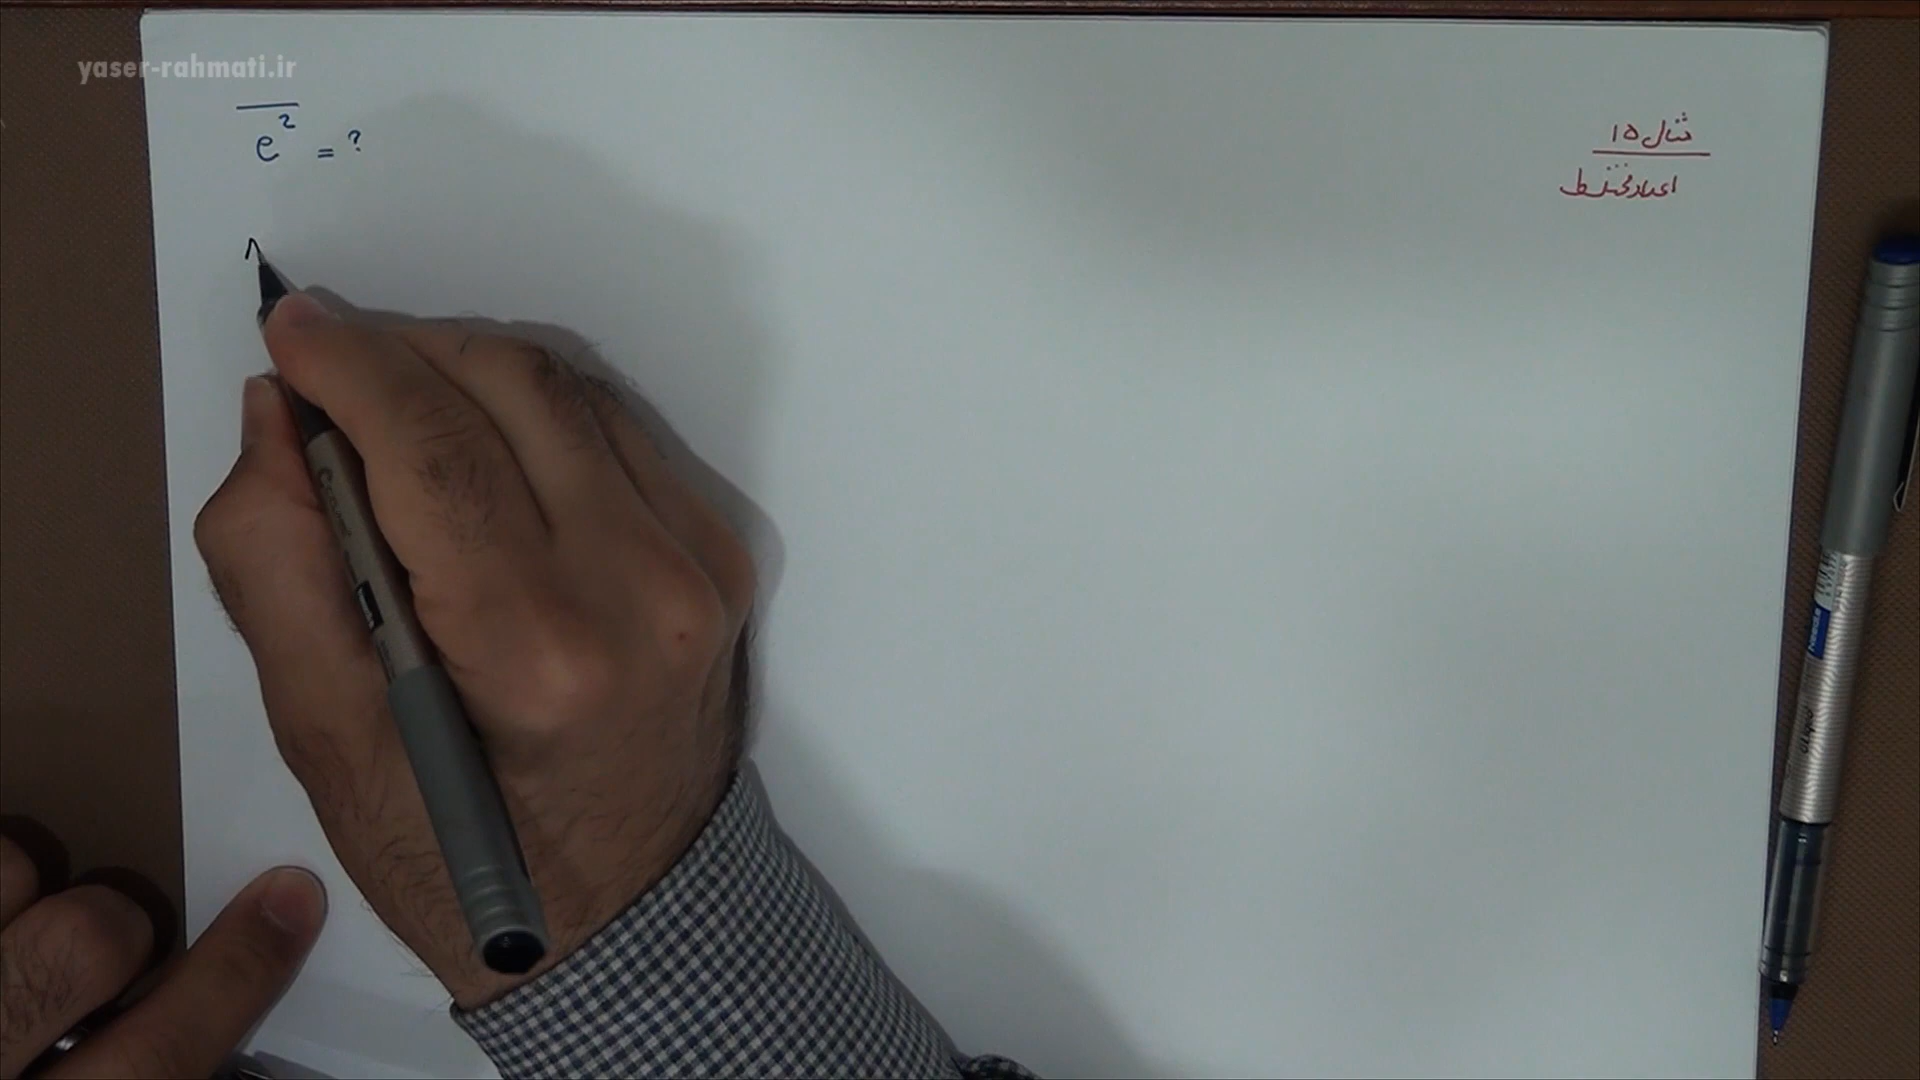 yaser-rahmati.ir
e² = ?
مثال ۱۵
اعداد مختلط